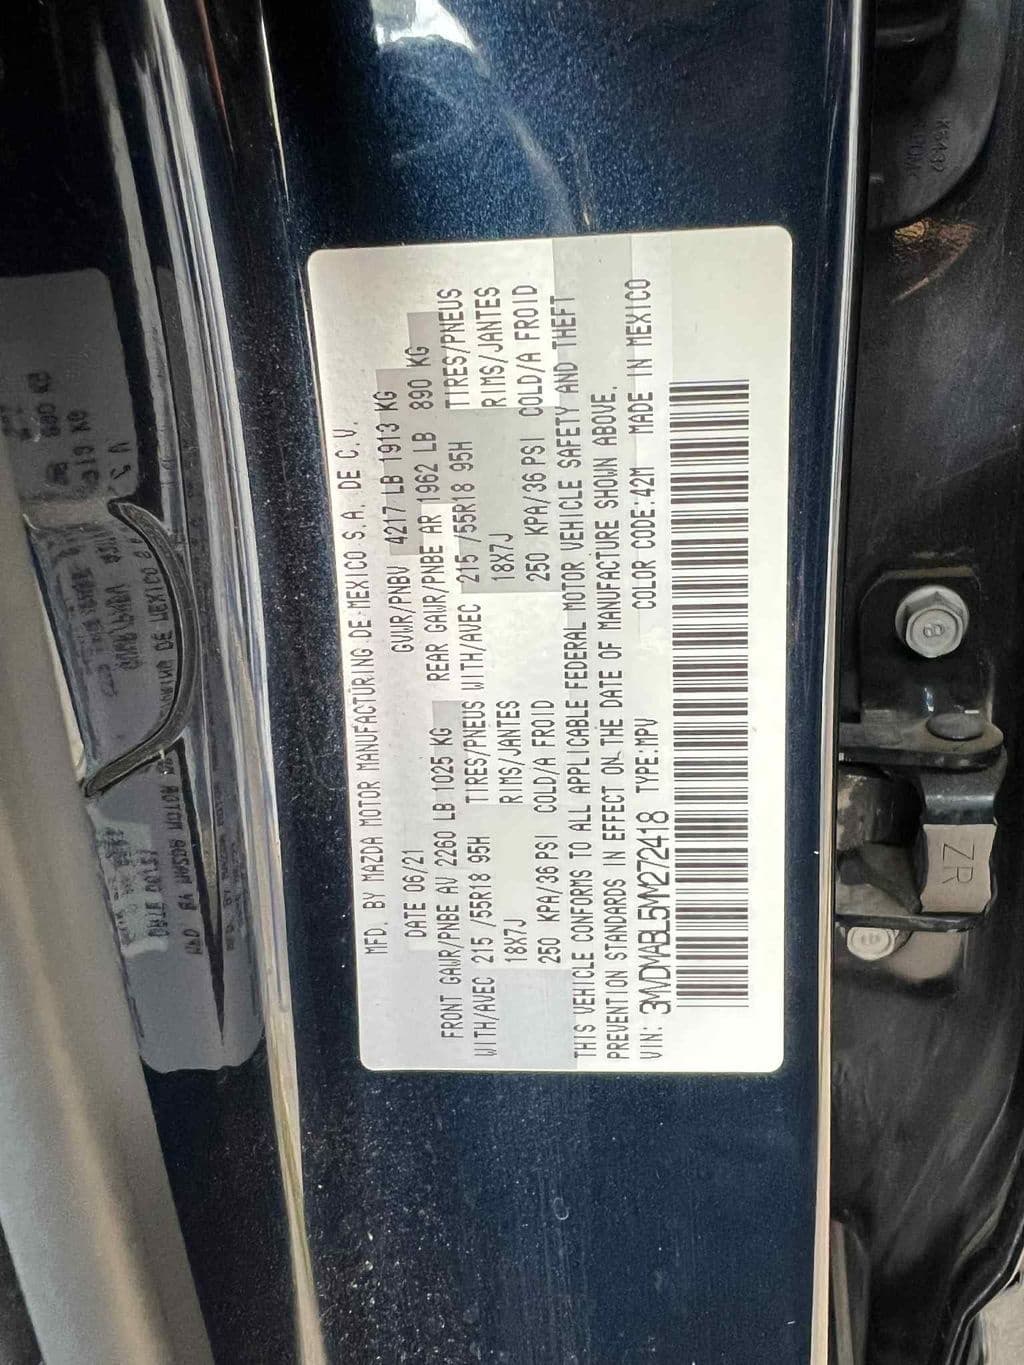 MFD. BY MAZDA MOTOR MANUFACTURING DE MEXICO S.A. DE C.V.
DATE 06/21 GVWR/PNBV 4217 LB 1913 KG
FRONT GAWR/PNBE AV 2260 LB 1025 KG REAR GAWR/PNBE AR 1962 LB 890 KG
WITH/AVEC 215 /55R18 95H TIRES/PNEUS WITH/AVEC 215 /55R18 95H TIRES/PNEUS
18X7J RIMS/JANTES 18X7J RIMS/JANTES
250 KPA/36 PSI COLD/A FROID 250 KPA/36 PSI COLD/A FROID
THIS VEHICLE CONFORMS TO ALL APPLICABLE FEDERAL MOTOR VEHICLE SAFETY AND THEFT
PREVENTION STANDARDS IN EFFECT ON THE DATE OF MANUFACTURE SHOWN ABOVE.
VIN: 3MVDMABL5MM272418 TYPE:MPV COLOR CODE:42M MADE IN MEXICO
ZR
8